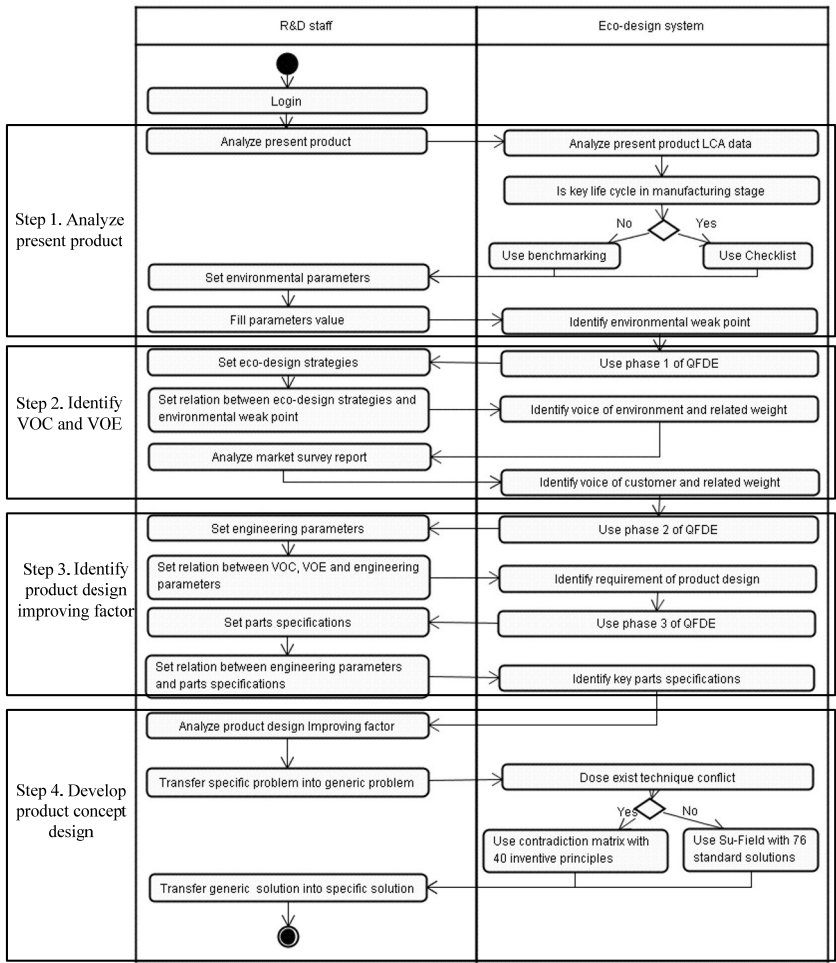 R&D staff
Eco-design system
Login
Step 1. Analyze
present product
Analyze present product
Analyze present product LCA data
Is key life cycle in manufacturing stage
No
Yes
Use benchmarking
Use Checklist
Set environmental parameters
Fill parameters value
Identify environmental weak point
Step 2. Identify
VOC and VOE
Set eco-design strategies
Use phase 1 of QFDE
Set relation between eco-design strategies and
environmental weak point
Identify voice of environment and related weight
Analyze market survey report
Identify voice of customer and related weight
Step 3. Identify
product design
improving factor
Set engineering parameters
Use phase 2 of QFDE
Set relation between VOC, VOE and engineering
parameters
Identify requirement of product design
Set parts specifications
Use phase 3 of QFDE
Set relation between engineering parameters
and parts specifications
Identify key parts specifications
Step 4. Develop
product concept
design
Analyze product design Improving factor
Transfer specific problem into generic problem
Dose exist technique conflict
Yes
No
Use contradiction matrix with
40 inventive principles
Use Su-Field with 76
standard solutions
Transfer generic solution into specific solution